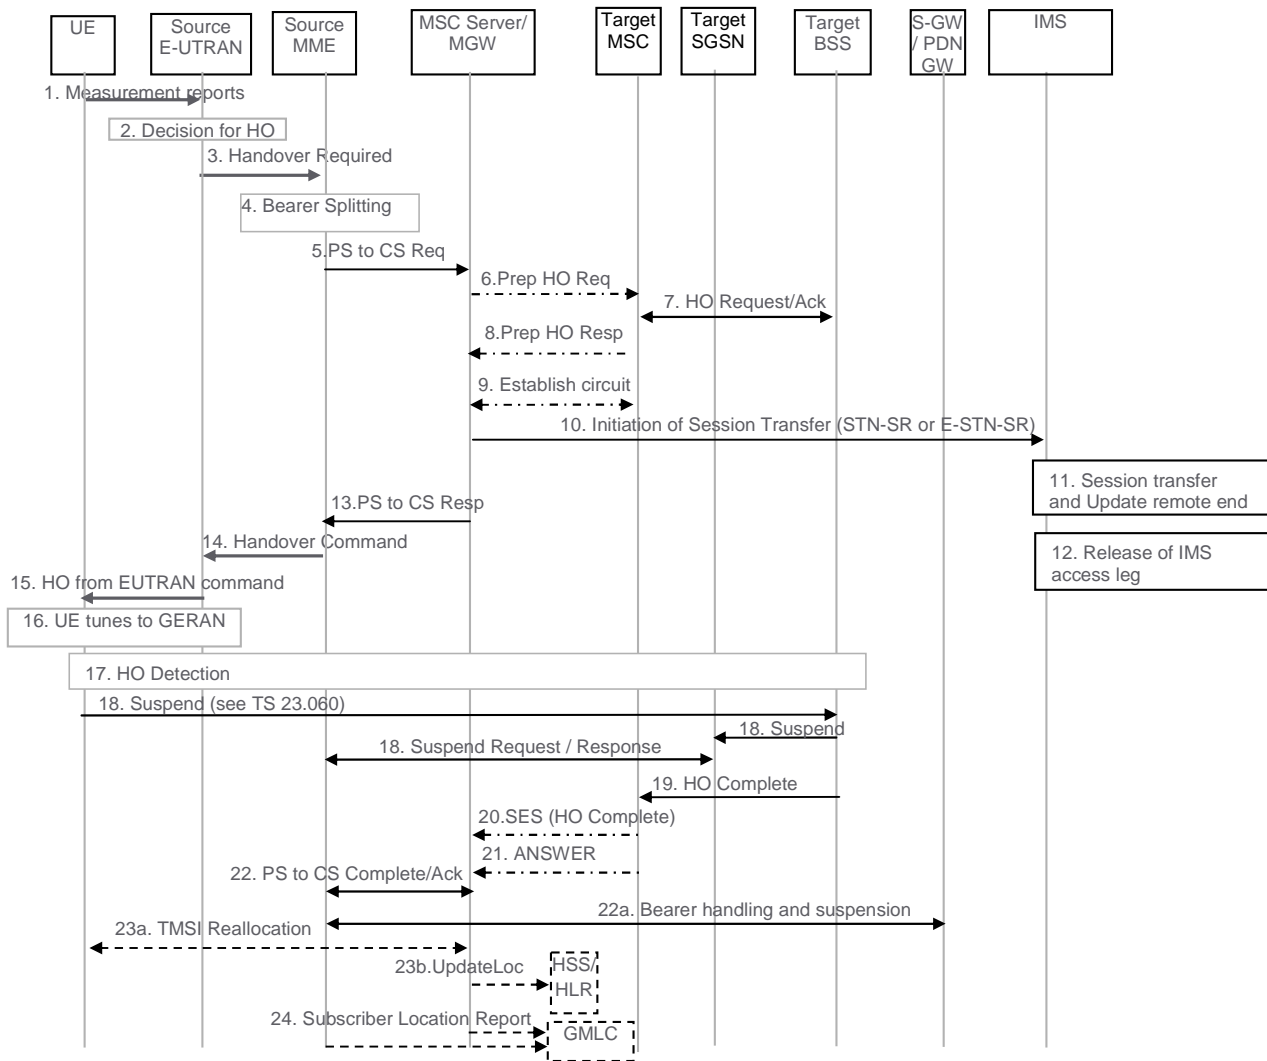 UE
Source
E-UTRAN
Source
MME
MSC Server/
MGW
Target
MSC
Target
SGSN
Target
BSS
S-GW
/ PDN
GW
IMS
1. Measurement reports
2. Decision for HO
3. Handover Required
4. Bearer Splitting
5.PS to CS Req
6.Prep HO Req
7. HO Request/Ack
8.Prep HO Resp
9. Establish circuit
10. Initiation of Session Transfer (STN-SR or E-STN-SR)
11. Session transfer
and Update remote end
13.PS to CS Resp
14. Handover Command
12. Release of IMS
access leg
15. HO from EUTRAN command
16. UE tunes to GERAN
17. HO Detection
18. Suspend (see TS 23.060)
18. Suspend
18. Suspend Request / Response
19. HO Complete
20.SES (HO Complete)
21. ANSWER
22. PS to CS Complete/Ack
22a. Bearer handling and suspension
23a. TMSI Reallocation
23b.UpdateLoc
HSS/
HLR
24. Subscriber Location Report
GMLC